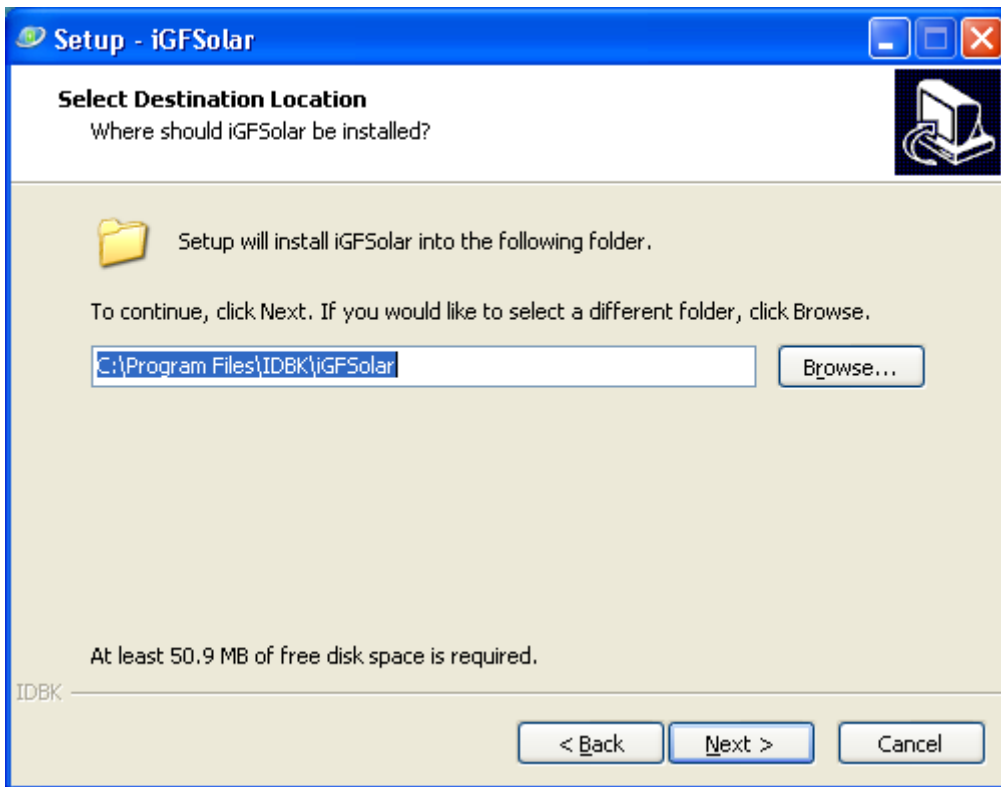 Setup - iGFSolar
Select Destination Location
Where should iGFSolar be installed?
Setup will install iGFSolar into the following folder.
To continue, click Next. If you would like to select a different folder, click Browse.
C:\Program Files\IDBK\iGFSolar
Browse...
At least 50.9 MB of free disk space is required.
IDBK
< Back
Next >
Cancel